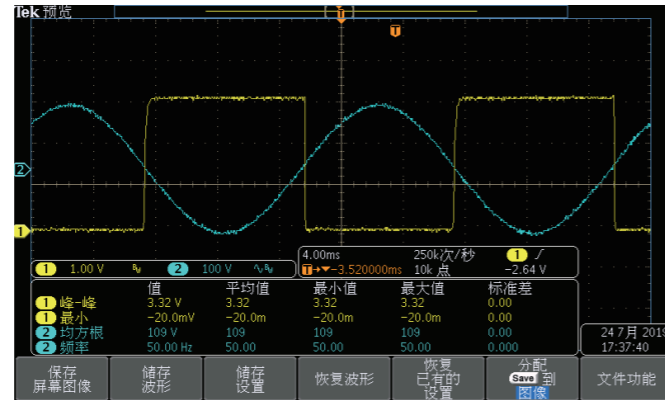 Tek 预览
T
T
2
1
1 1.00 V 2 100 V
4.00ms 250k次/秒 1
T→▼−3.520000ms 10k 点 −2.64 V
值 平均值 最小值 最大值 标准差
1 峰−峰 3.32 V 3.32 3.32 3.32 0.00
1 最小 −20.0mV −20.0m −20.0m −20.0m 0.00
2 均方根 109 V 109 109 109 0.000
2 频率 50.00 Hz 50.00 50.00 50.00 0.000
24 7月 2019
17:37:40
保存
屏幕图像
储存
波形
储存
设置
恢复波形
恢复
已有的
设置
分配
Save 到
图像
文件功能